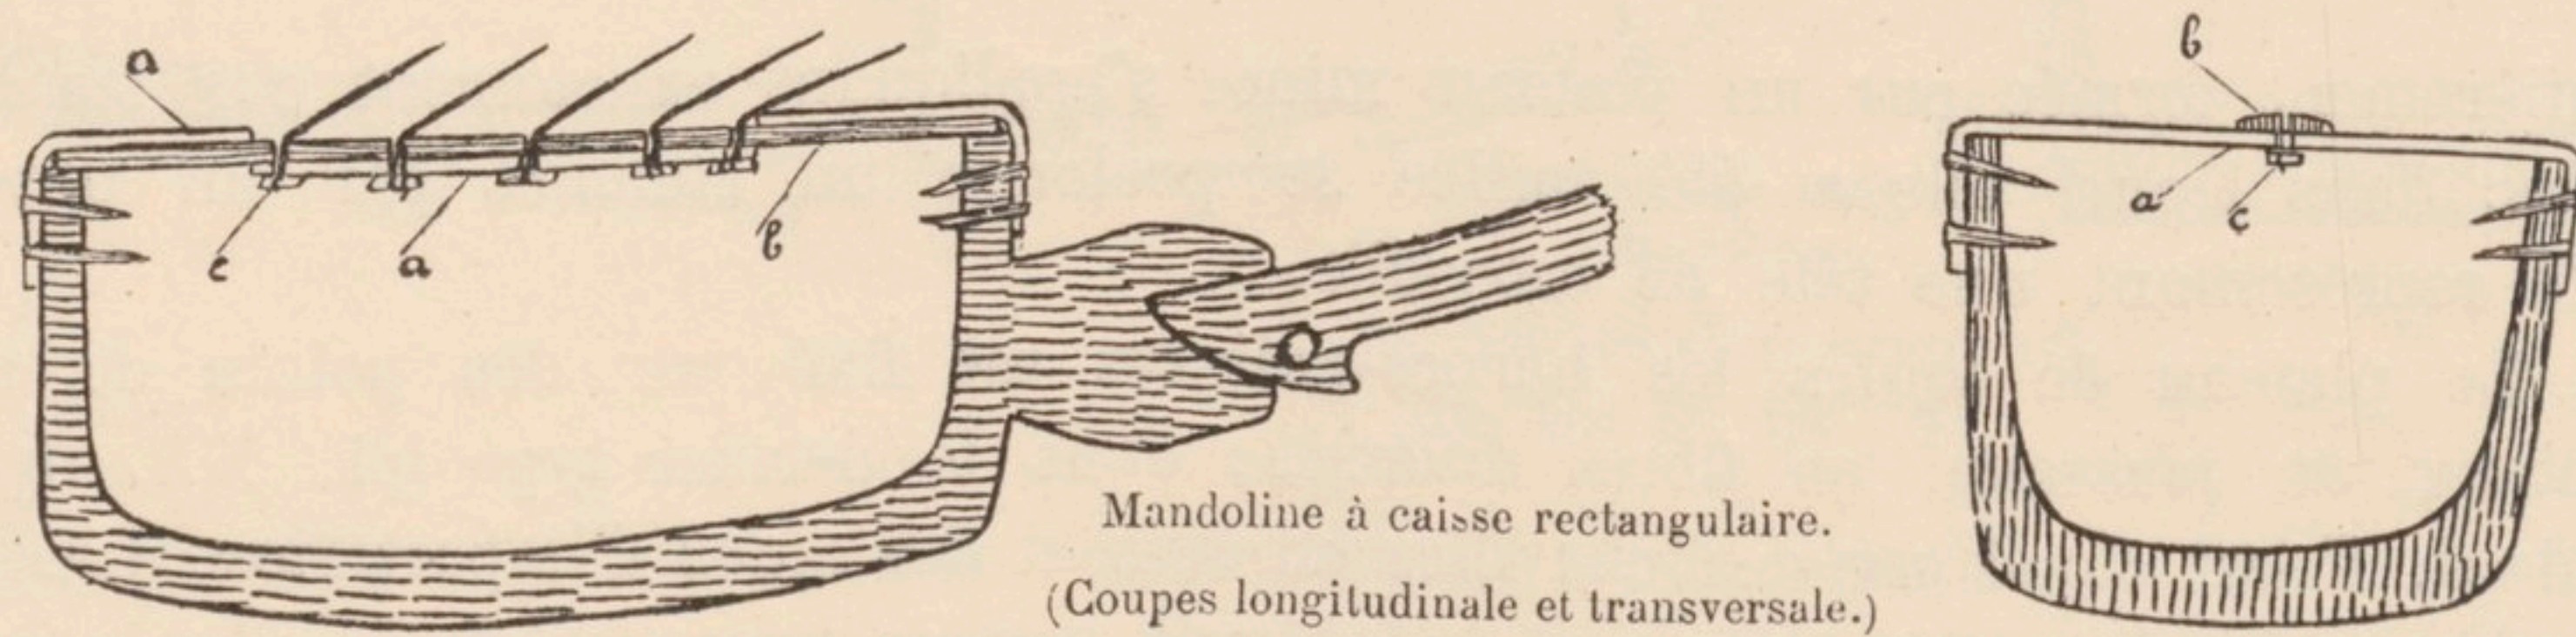 a
b
c
a
b
a
c
Mandoline à caisse rectangulaire.
(Coupes longitudinale et transversale.)